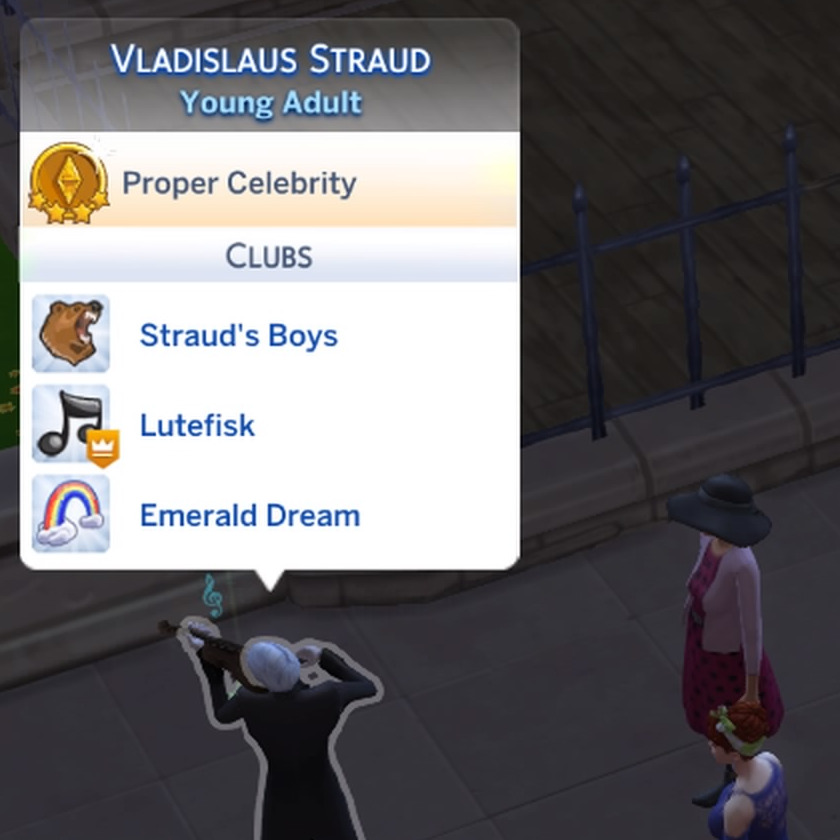 Vladislaus Straud
Young Adult
Proper Celebrity
Clubs
Straud's Boys
Lutefisk
Emerald Dream